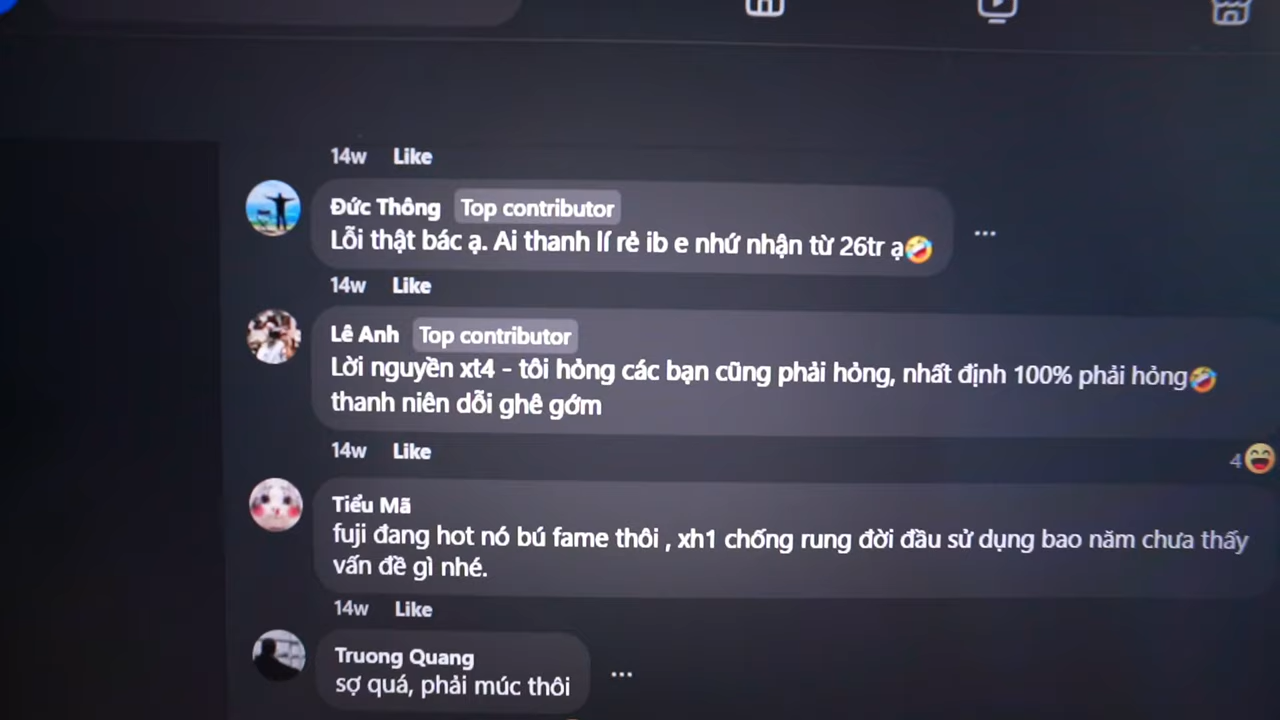 14w Like
Đức Thông Top contributor
Lỗi thật bác ạ. Ai thanh lí rẻ ib e nhứ nhận từ 26tr ạ🤣
14w Like
Lê Anh Top contributor
Lời nguyền xt4 - tôi hỏng các bạn cũng phải hỏng, nhất định 100% phải hỏng🤣
thanh niên dỗi ghê gớm
14w Like
4😆
Tiểu Mã
fuji đang hot nó bú fame thôi , xh1 chống rung đời đầu sử dụng bao năm chưa thấy
vấn đề gì nhé.
14w Like
Truong Quang
sợ quá, phải múc thôi